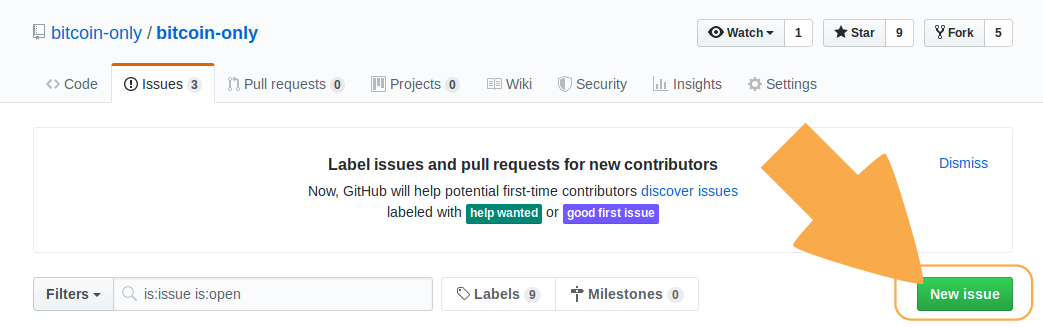 bitcoin-only / bitcoin-only
Watch 1 Star 9 Fork 5
Code Issues 3 Pull requests 0 Projects 0 Wiki Security Insights Settings
Label issues and pull requests for new contributors
Dismiss
Now, GitHub will help potential first-time contributors discover issues
labeled with help wanted or good first issue
Filters is:issue is:open Labels 9 Milestones 0 New issue